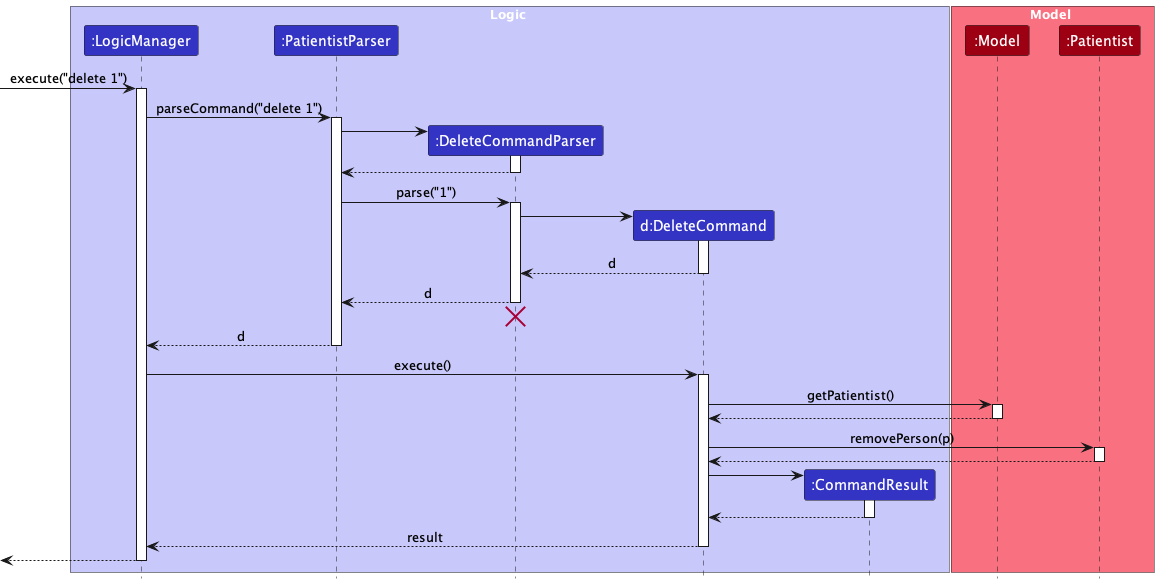 Logic
Model
:LogicManager
:PatientistParser
:Model
:Patientist
execute("delete 1")
parseCommand("delete 1")
:DeleteCommandParser
parse("1")
d:DeleteCommand
d
d
d
execute()
getPatientist()
removePerson(p)
:CommandResult
result